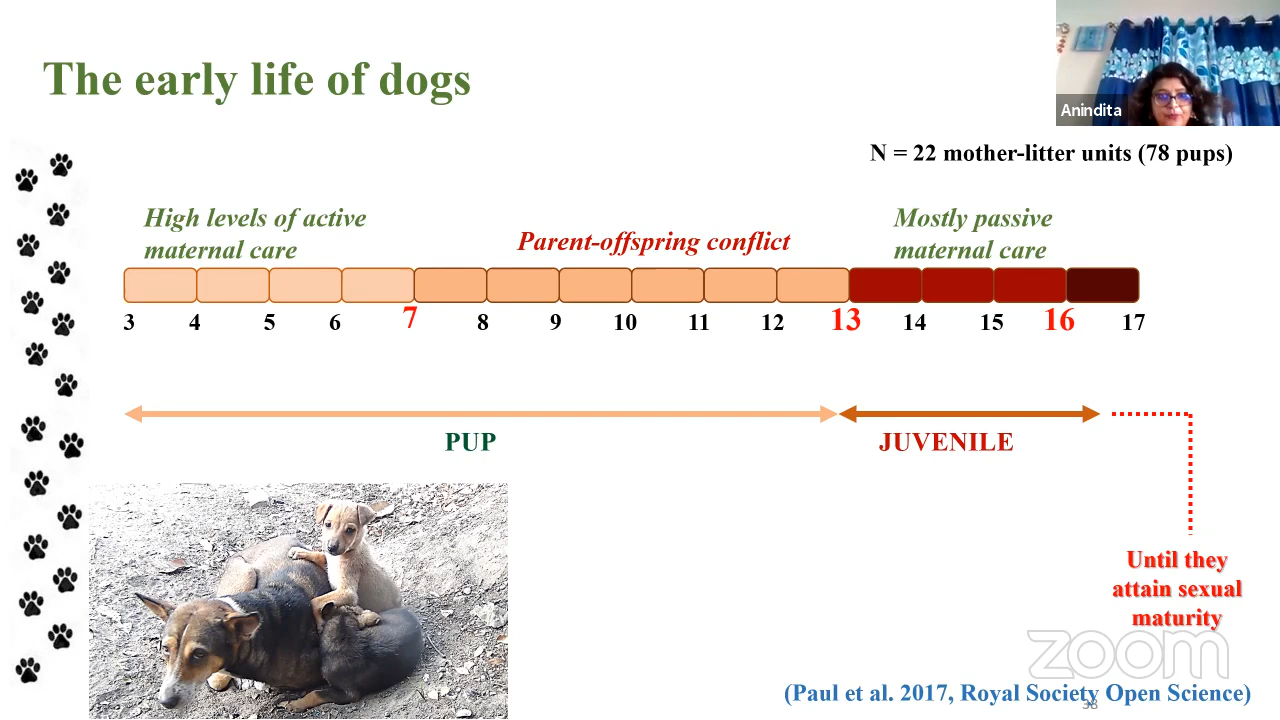 The early life of dogs
Anindita
N = 22 mother-litter units (78 pups)
High levels of active
maternal care
Parent-offspring conflict
Mostly passive
maternal care
3 4 5 6 7 8 9 10 11 12 13 14 15 16 17
PUP
JUVENILE
Until they
attain sexual
maturity
zoom
(Paul et al. 2017, Royal Society Open Science)
38